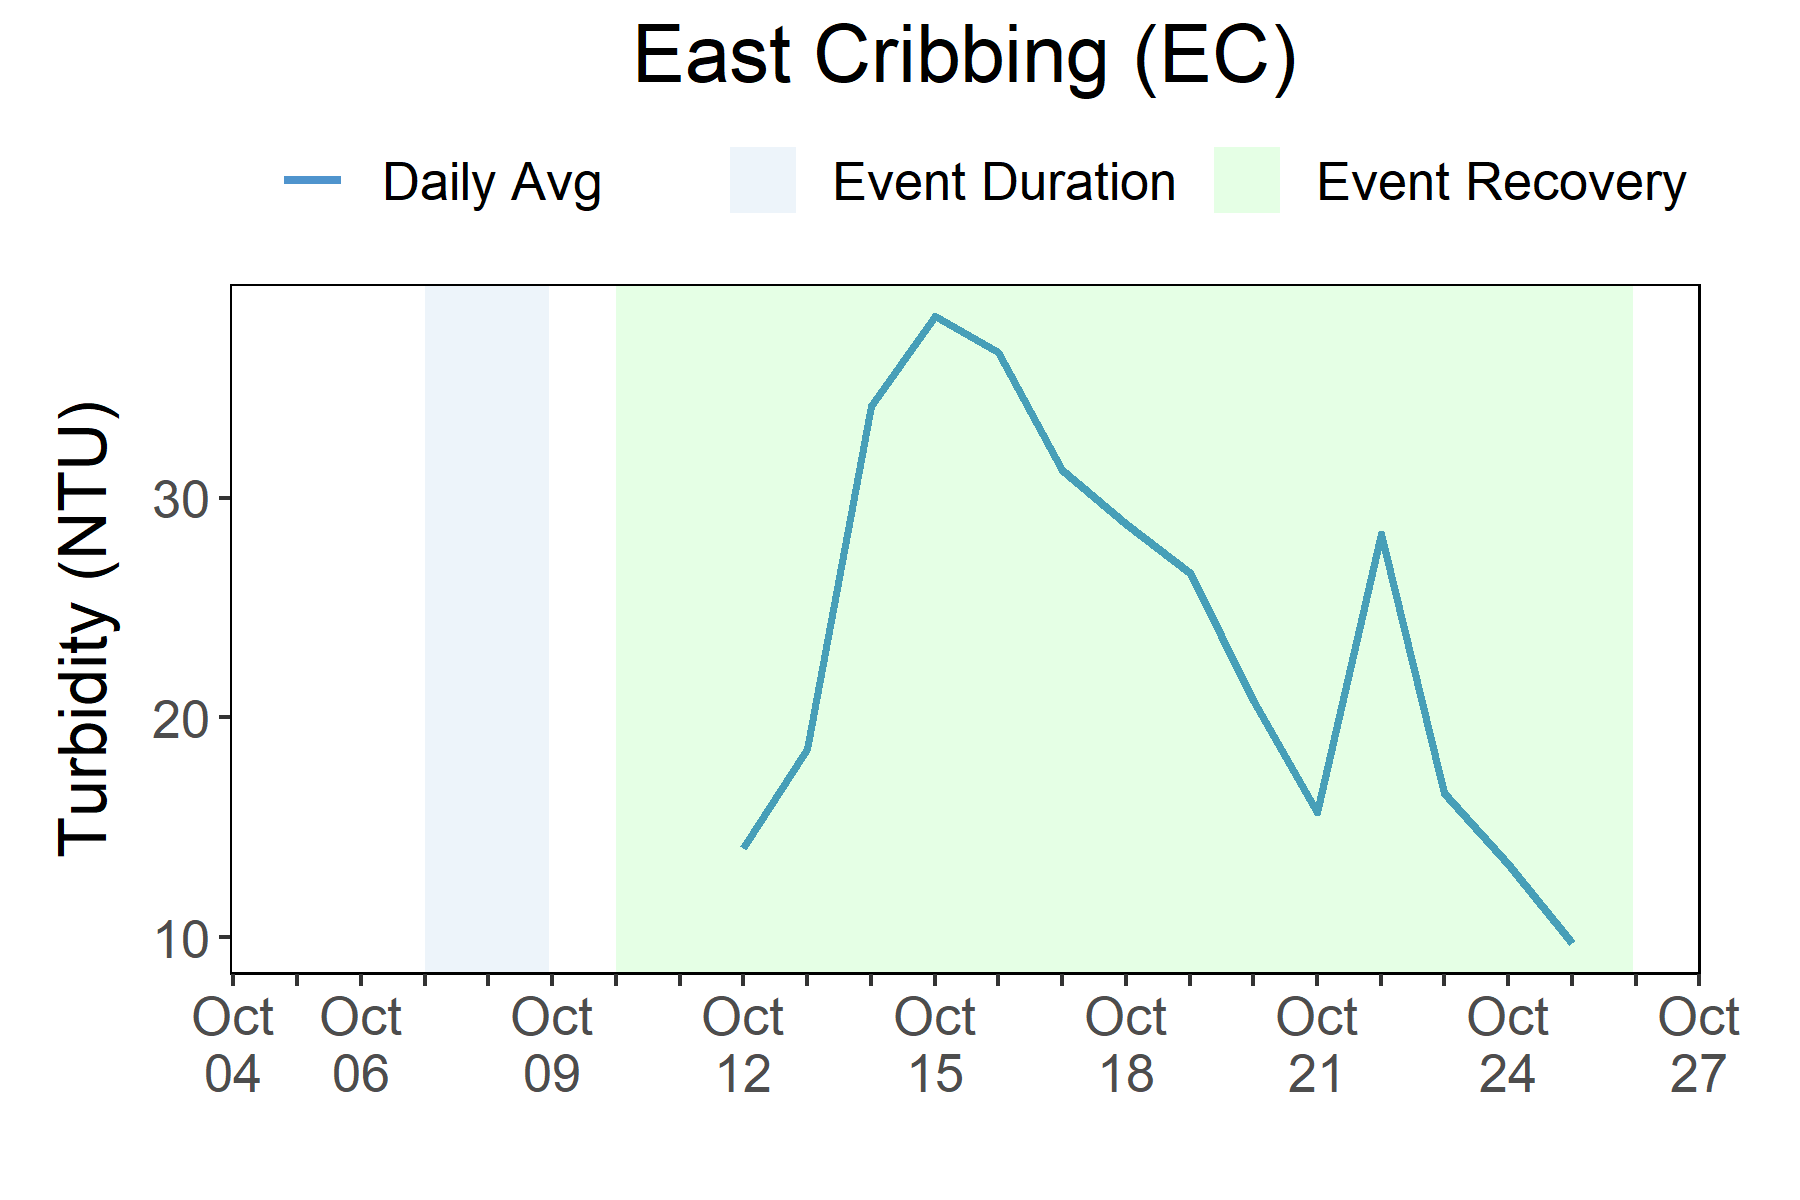 East Cribbing (EC)
Daily Avg Event Duration Event Recovery
Turbidity (NTU)
30
20
10
Oct Oct Oct Oct Oct Oct Oct Oct Oct
04 06 09 12 15 18 21 24 27